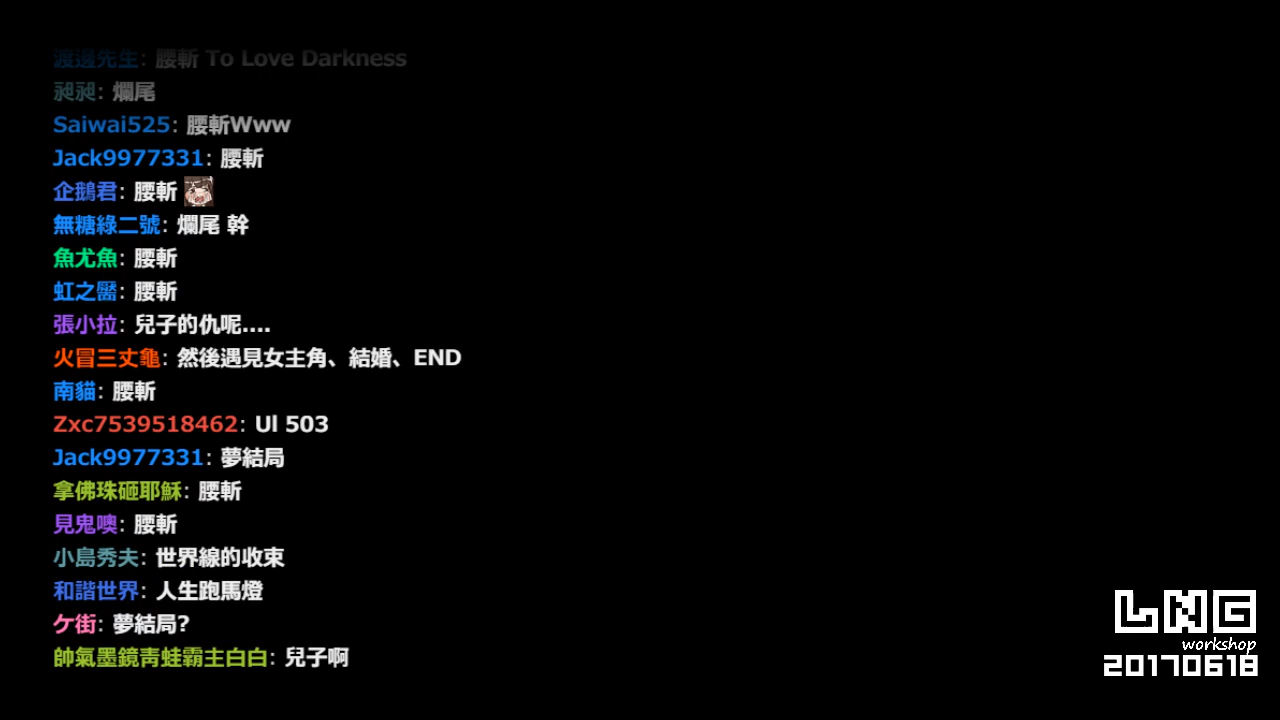 渡邊先生: 腰斬 To Love Darkness
昶昶: 爛尾
Saiwai525: 腰斬Www
Jack9977331: 腰斬
企鵝君: 腰斬
無糖綠二號: 爛尾 幹
魚尤魚: 腰斬
虹之醫: 腰斬
張小拉: 兒子的仇呢....
火冒三丈龜: 然後遇見女主角、結婚、END
南貓: 腰斬
Zxc7539518462: Ul 503
Jack9977331: 夢結局
拿佛珠砸耶穌: 腰斬
見鬼噢: 腰斬
小島秀夫: 世界線的收束
和諧世界: 人生跑馬燈
ケ街: 夢結局?
帥氣墨鏡青蛙霸主白白: 兒子啊
LNG
workshop
20170618